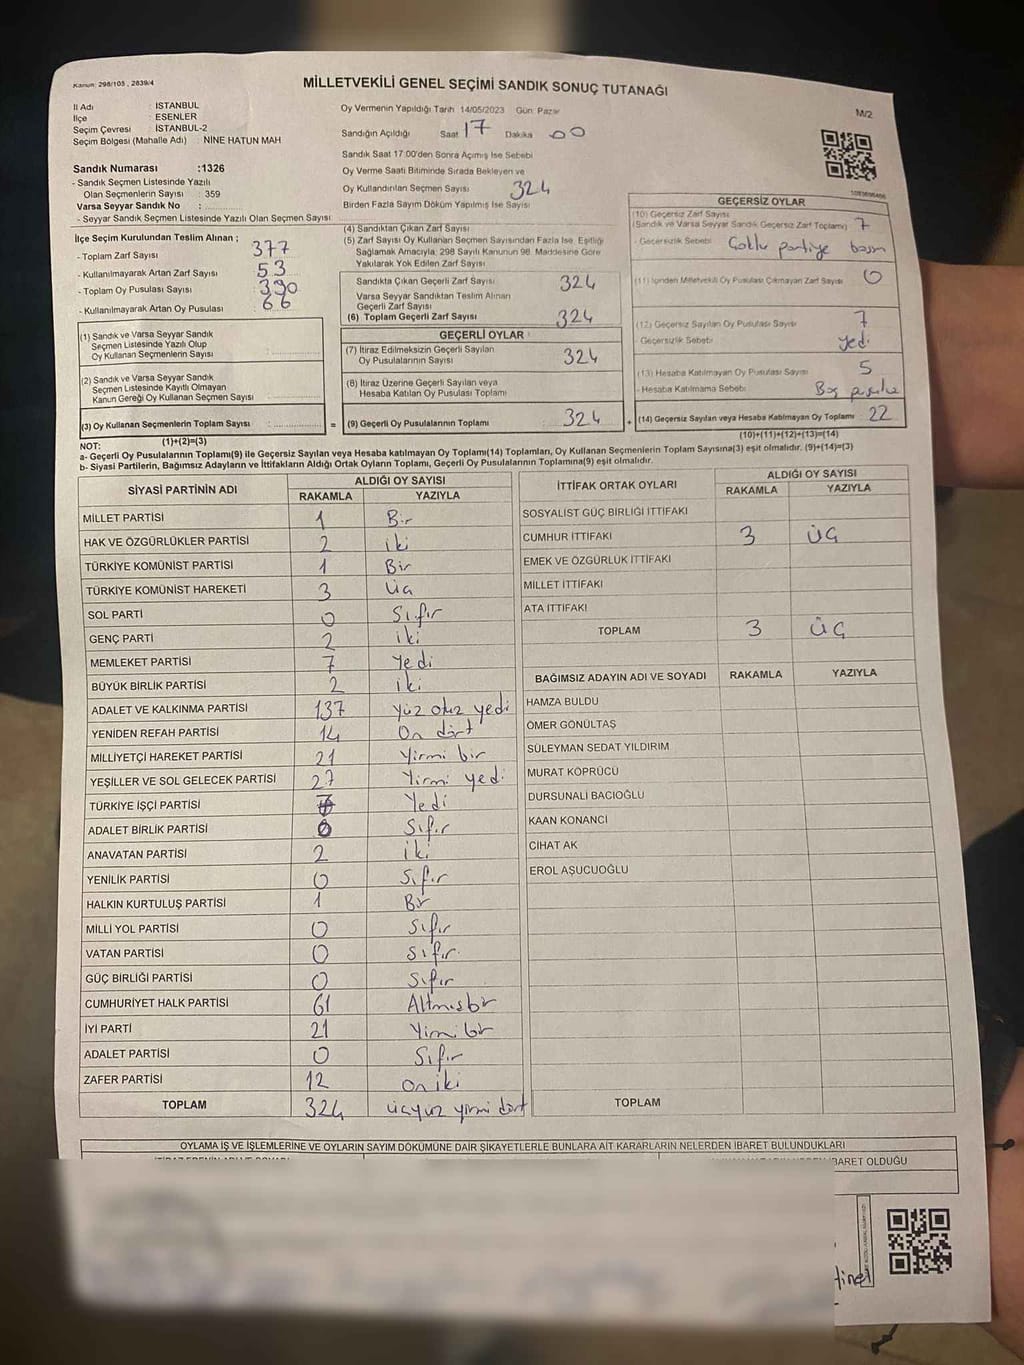 Kanun: 298/105 , 2839/4
MİLLETVEKİLİ GENEL SEÇİMİ SANDIK SONUÇ TUTANAĞI
M/2
İl Adı : İSTANBUL
İlçe : ESENLER
Seçim Çevresi : İSTANBUL-2
Seçim Bölgesi (Mahalle Adı) : NİNE HATUN MAH
Sandık Numarası :1326
- Sandık Seçmen Listesinde Yazılı
Olan Seçmenlerin Sayısı : 359
Varsa Seyyar Sandık No :
- Seyyar Sandık Seçmen Listesinde Yazılı Olan Seçmen Sayısı:
Oy Vermenin Yapıldığı Tarih 14/05/2023 Gün: Pazar
Sandığın Açıldığı Saat 17 Dakika 00
Sandık Saat 17:00'den Sonra Açılmış İse Sebebi
Oy Verme Saati Bitiminde Sırada Bekleyen ve
Oy Kullandırılan Seçmen Sayısı 324
Birden Fazla Sayım Döküm Yapılmış İse Sayısı
İlçe Seçim Kurulundan Teslim Alınan ;
- Toplam Zarf Sayısı 377
- Kullanılmayarak Artan Zarf Sayısı 53
- Toplam Oy Pusulası Sayısı 390
- Kullanılmayarak Artan Oy Pusulası 66
(1) Sandık ve Varsa Seyyar Sandık
Seçmen Listesinde Yazılı Olup
Oy Kullanan Seçmenlerin Sayısı :
(2) Sandık ve Varsa Seyyar Sandık
Seçmen Listesinde Kayıtlı Olmayan
Kanun Gereği Oy Kullanan Seçmen Sayısı :
(3) Oy Kullanan Seçmenlerin Toplam Sayısı :
(1)+(2)=(3)
(4) Sandıktan Çıkan Zarf Sayısı
(5) Zarf Sayısı Oy Kullanan Seçmen Sayısından Fazla İse, Eşitliği
Sağlamak Amacıyla, 298 Sayılı Kanunun 98. Maddesine Göre
Yakılarak Yok Edilen Zarf Sayısı
Sandıkta Çıkan Geçerli Zarf Sayısı 324
Varsa Seyyar Sandıktan Teslim Alınan
Geçerli Zarf Sayısı
(6) Toplam Geçerli Zarf Sayısı 324
GEÇERLİ OYLAR
(7) İtiraz Edilmeksizin Geçerli Sayılan
Oy Pusulalarının Sayısı 324
(8) İtiraz Üzerine Geçerli Sayılan veya
Hesaba Katılan Oy Pusulası Toplamı
= (9) Geçerli Oy Pusulalarının Toplamı 324
GEÇERSİZ OYLAR
(10) Geçersiz Zarf Sayısı
(Sandık ve Varsa Seyyar Sandık Geçersiz Zarf Toplamı) 7
- Geçersizlik Sebebi: Çoklu partiye basım
(11) İçinden Milletvekili Oy Pusulası Çıkmayan Zarf Sayısı 0
(12) Geçersiz Sayılan Oy Pusulası Sayısı 7
- Geçersizlik Sebebi yedi
(13) Hesaba Katılmayan Oy Pusulası Sayısı 5
- Hesaba Katılmama Sebebi Boş pusula
+ (14) Geçersiz Sayılan veya Hesaba Katılmayan Oy Toplamı 22
(10)+(11)+(12)+(13)=(14)
NOT:
a- Geçerli Oy Pusulasının Toplamı(9) ile Geçersiz Sayılan veya Hesaba Katılmayan Oy Toplamı(14) Toplamları, Oy Kullanan Seçmenlerin Toplam Sayısına(3) eşit olmalıdır. (9)+(14)=(3)
b- Siyasi Partilerin, Bağımsız Adayların ve İttifakların Aldığı Ortak Oyların Toplamı, Geçerli Oy Pusulalarının Toplamına(9) eşit olmalıdır.
SİYASİ PARTİNİN ADI ALDIĞI OY SAYISI
RAKAMLA YAZIYLA
MİLLET PARTİSİ 1 Bir
HAK VE ÖZGÜRLÜKLER PARTİSİ 2 iki
TÜRKİYE KOMÜNİST PARTİSİ 1 Bir
TÜRKİYE KOMÜNİST HAREKETİ 3 Üç
SOL PARTİ 0 Sıfır
GENÇ PARTİ 2 iki
MEMLEKET PARTİSİ 7 Yedi
BÜYÜK BİRLİK PARTİSİ 2 iki
ADALET VE KALKINMA PARTİSİ 137 Yüz otuz yedi
YENİDEN REFAH PARTİSİ 14 On dört
MİLLİYETÇİ HAREKET PARTİSİ 21 Yirmi bir
YEŞİLLER VE SOL GELECEK PARTİSİ 27 Yirmi yedi
TÜRKİYE İŞÇİ PARTİSİ 7 Yedi
ADALET BİRLİK PARTİSİ 0 Sıfır
ANAVATAN PARTİSİ 2 iki
YENİLİK PARTİSİ 0 Sıfır
HALKIN KURTULUŞ PARTİSİ 1 Bir
MİLLİ YOL PARTİSİ 0 Sıfır
VATAN PARTİSİ 0 Sıfır
GÜÇ BİRLİĞİ PARTİSİ 0 Sıfır
CUMHURİYET HALK PARTİSİ 61 Altmışbir
İYİ PARTİ 21 Yirmibir
ADALET PARTİSİ 0 Sıfır
ZAFER PARTİSİ 12 On iki
TOPLAM 324 üçyüz yirmi dört
İTTİFAK ORTAK OYLARI ALDIĞI OY SAYISI
RAKAMLA YAZIYLA
SOSYALİST GÜÇ BİRLİĞİ İTTİFAKI
CUMHUR İTTİFAKI 3 ÜÇ
EMEK VE ÖZGÜRLÜK İTTİFAKI
MİLLET İTTİFAKI
ATA İTTİFAKI
TOPLAM 3 ÜÇ
BAĞIMSIZ ADAYIN ADI VE SOYADI RAKAMLA YAZIYLA
HAMZA BULDU
ÖMER GÖNÜLTAŞ
SÜLEYMAN SEDAT YILDIRIM
MURAT KÖPRÜCÜ
DURSUNALİ BACIOĞLU
KAAN KONANCİ
CİHAT AK
EROL AŞUCUOĞLU
TOPLAM
OYLAMA İŞ VE İŞLEMLERİNE VE OYLARIN SAYIM DÖKÜMÜNE DAİR ŞİKAYETLERLE BUNLARA AİT KARARLARIN NELERDEN İBARET BULUNDUKLARI
BARET OLDUĞU